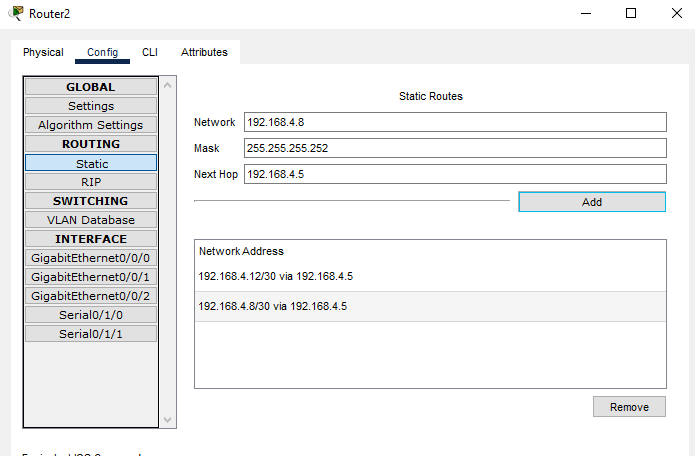 Router2
Physical Config CLI Attributes
GLOBAL
Settings
Algorithm Settings
ROUTING
Static
RIP
SWITCHING
VLAN Database
INTERFACE
GigabitEthernet0/0/0
GigabitEthernet0/0/1
GigabitEthernet0/0/2
Serial0/1/0
Serial0/1/1
Static Routes
Network 192.168.4.8
Mask 255.255.255.252
Next Hop 192.168.4.5
Add
Network Address
192.168.4.12/30 via 192.168.4.5
192.168.4.8/30 via 192.168.4.5
Remove